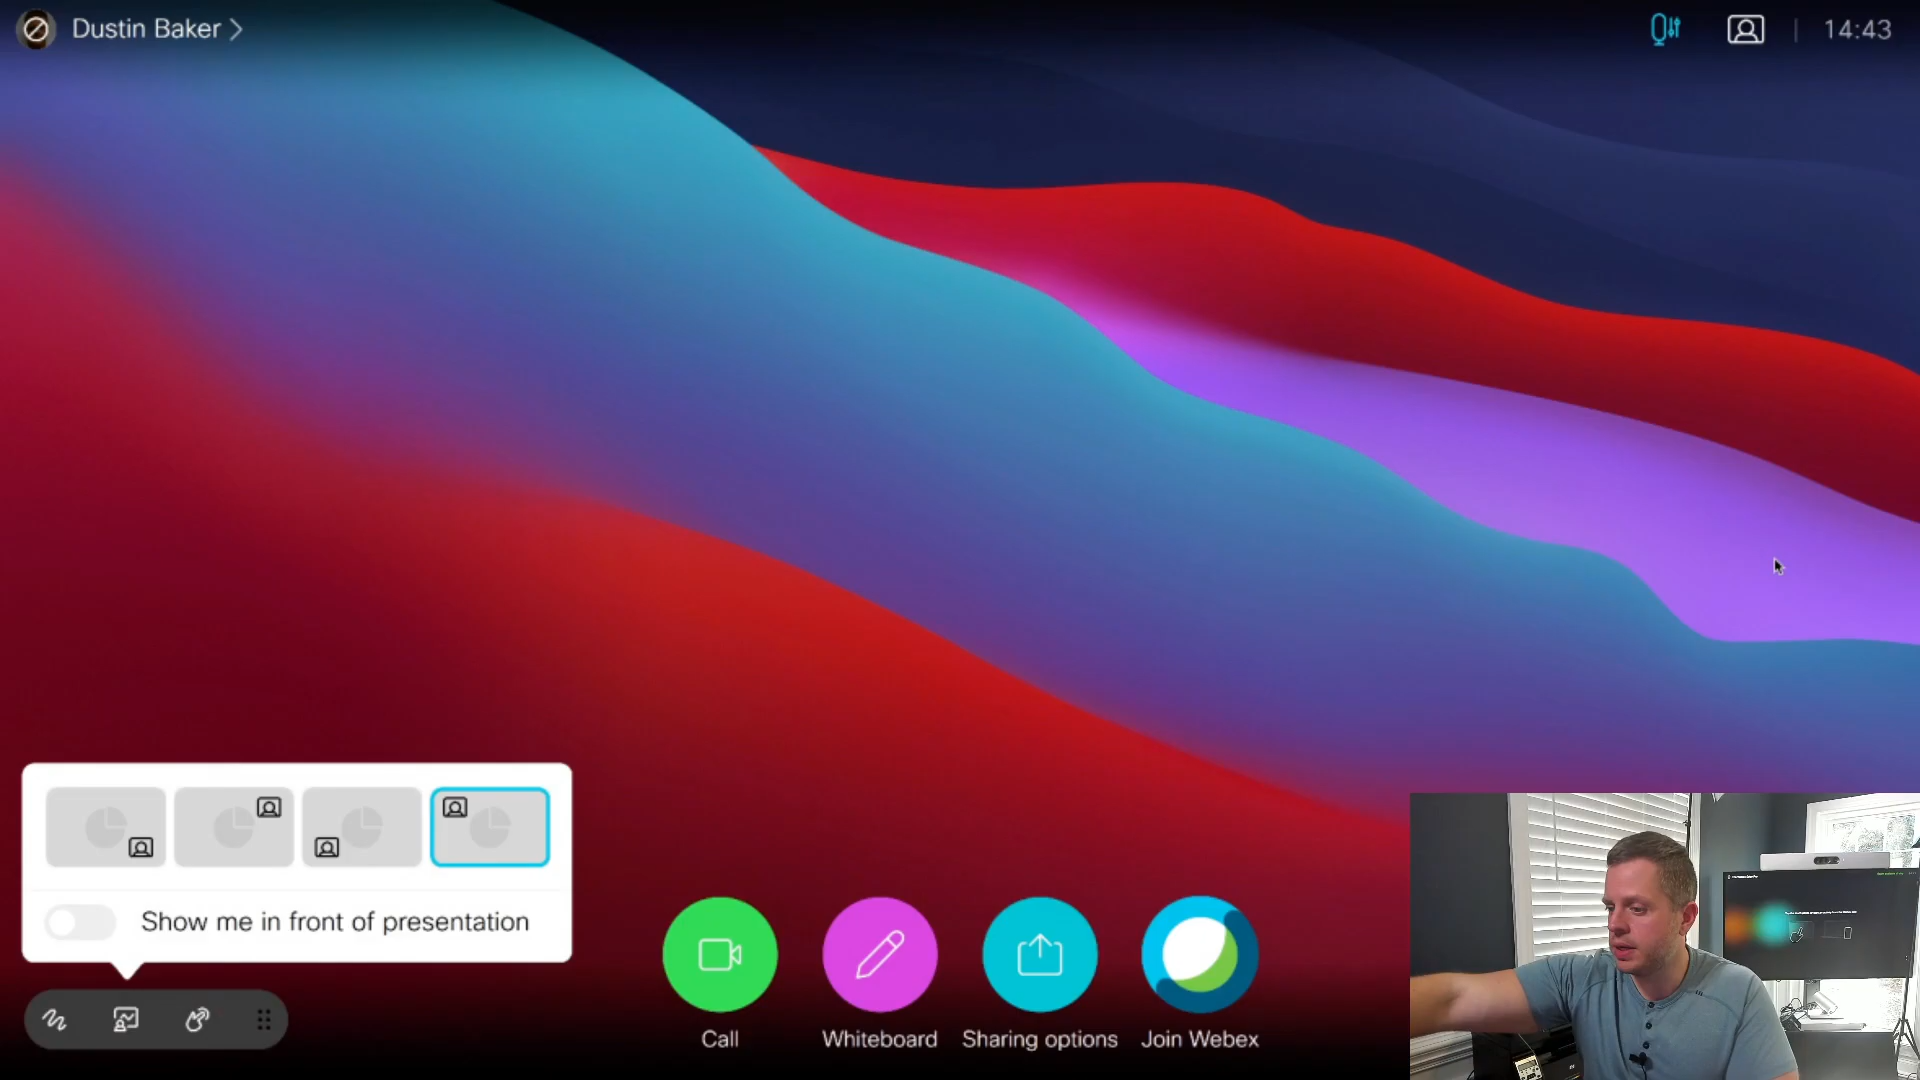 Dustin Baker
14:43
Show me in front of presentation
Call
Whiteboard
Sharing options
Join Webex